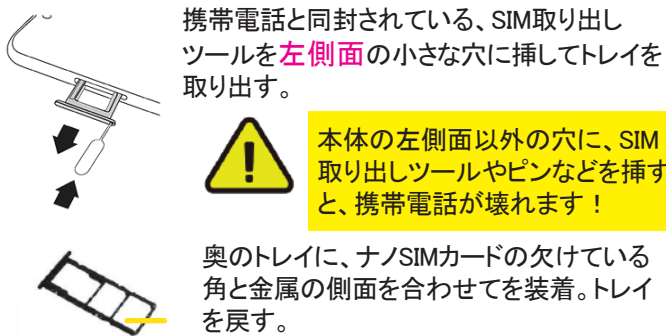 携帯電話と同封されている、SIM取り出し
ツールを左側面の小さな穴に挿してトレイを
取り出す。
本体の左側面以外の穴に、SIM
取り出しツールやピンなどを挿す
と、携帯電話が壊れます！
奥のトレイに、ナノSIMカードの欠けている
角と金属の側面を合わせてを装着。トレイ
を戻す。